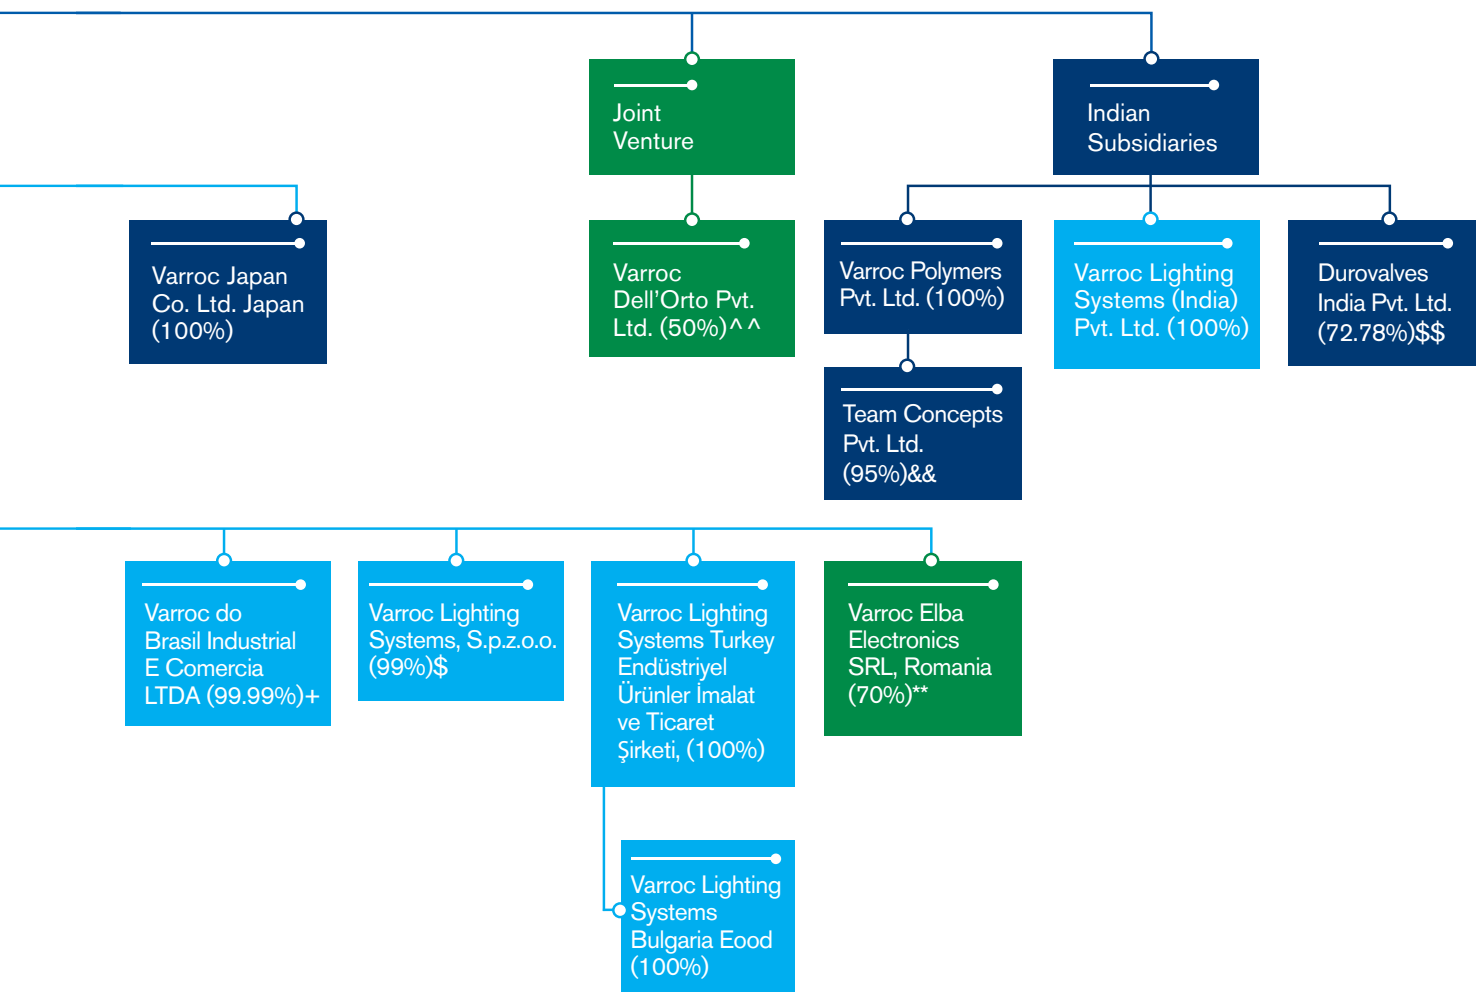 Joint
Venture
Indian
Subsidiaries
Varroc Japan
Co. Ltd. Japan
(100%)
Varroc
Dell'Orto Pvt.
Ltd. (50%)^ ^
Varroc Polymers
Pvt. Ltd. (100%)
Varroc Lighting
Systems (India)
Pvt. Ltd. (100%)
Durovalves
India Pvt. Ltd.
(72.78%)$$
Team Concepts
Pvt. Ltd.
(95%)&&
Varroc do
Brasil Industrial
E Comercia
LTDA (99.99%)+
Varroc Lighting
Systems, S.p.z.o.o.
(99%)$
Varroc Lighting
Systems Turkey
Endüstriyel
Ürünler İmalat
ve Ticaret
Şirketi, (100%)
Varroc Elba
Electronics
SRL, Romania
(70%)**
Varroc Lighting
Systems
Bulgaria Eood
(100%)